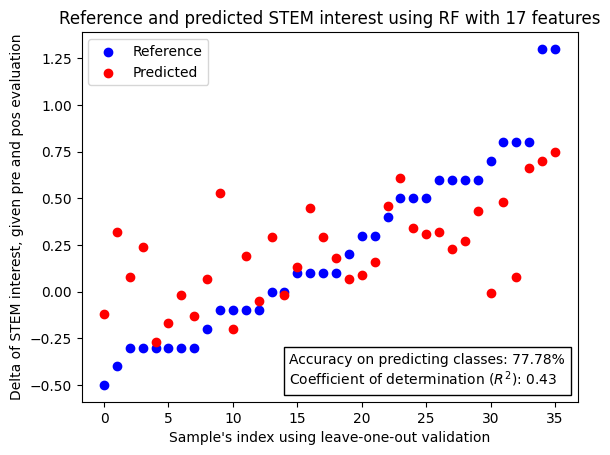 Reference and predicted STEM interest using RF with 17 features
Reference
Predicted
Delta of STEM interest, given pre and pos evaluation
1.25
1.00
0.75
0.50
0.25
0.00
−0.25
−0.50
Accuracy on predicting classes: 77.78%
Coefficient of determination (R²): 0.43
0 5 10 15 20 25 30 35
Sample's index using leave-one-out validation